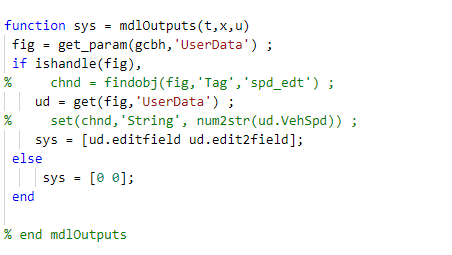 function sys = mdlOutputs(t,x,u)
fig = get_param(gcbh,'UserData') ;
if ishandle(fig),
% chnd = findobj(fig,'Tag','spd_edt') ;
ud = get(fig,'UserData') ;
% set(chnd,'String', num2str(ud.VehSpd)) ;
sys = [ud.editfield ud.edit2field];
else
sys = [0 0];
end
% end mdlOutputs